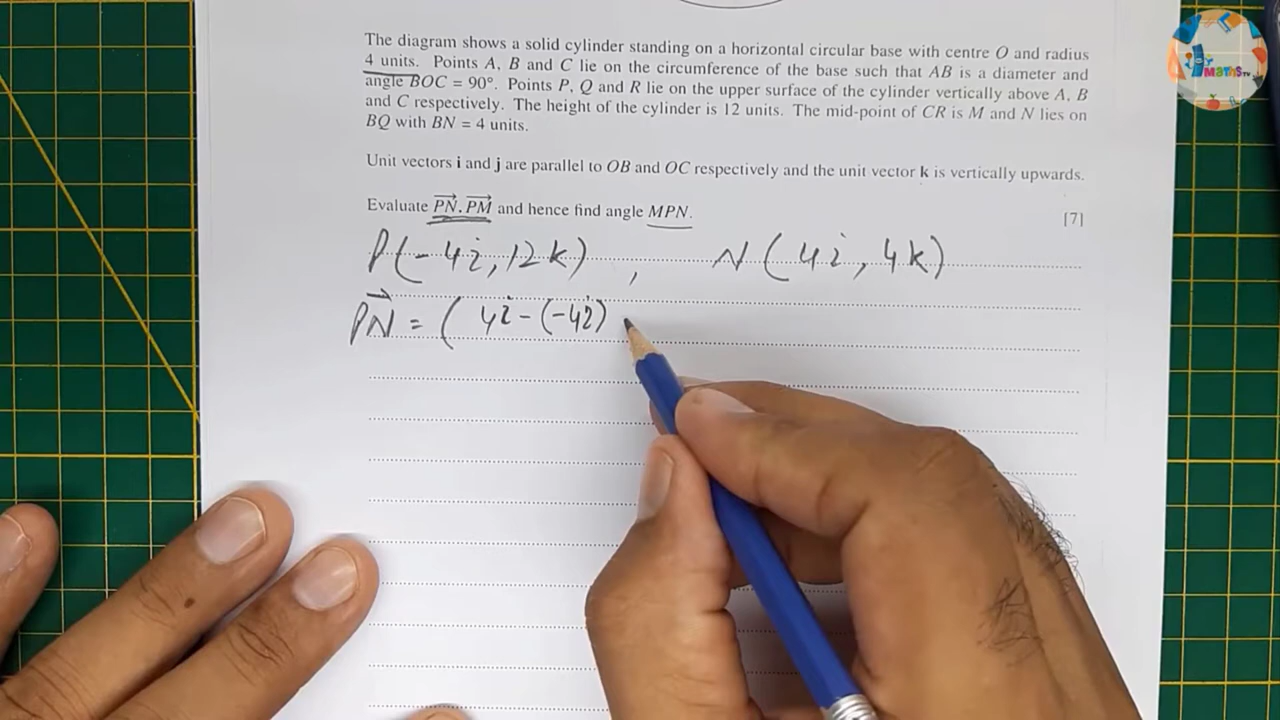 The diagram shows a solid cylinder standing on a horizontal circular base with centre O and radius
4 units. Points A, B and C lie on the circumference of the base such that AB is a diameter and
angle BOC = 90°. Points P, Q and R lie on the upper surface of the cylinder vertically above A, B
and C respectively. The height of the cylinder is 12 units. The mid-point of CR is M and N lies on
BQ with BN = 4 units.
Unit vectors i and j are parallel to OB and OC respectively and the unit vector k is vertically upwards.
Evaluate $\overrightarrow{PN}.\overrightarrow{PM}$ and hence find angle MPN.
[7]
P(-4i, 12k) , N(4i, 4k)
$\overrightarrow{PN}$ = ( 4i - (-4i)
MATHS TV